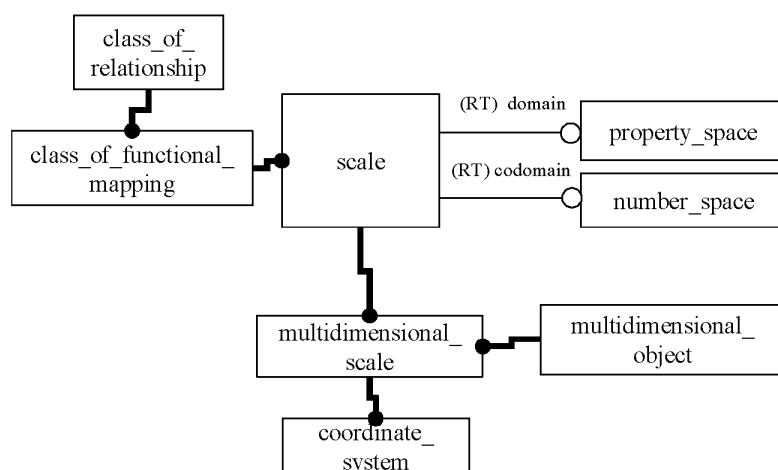 class_of_
relationship
class_of_functional_
mapping
scale
(RT) domain
property_space
(RT) codomain
number_space
multidimensional_
scale
multidimensional_
object
coordinate_
system